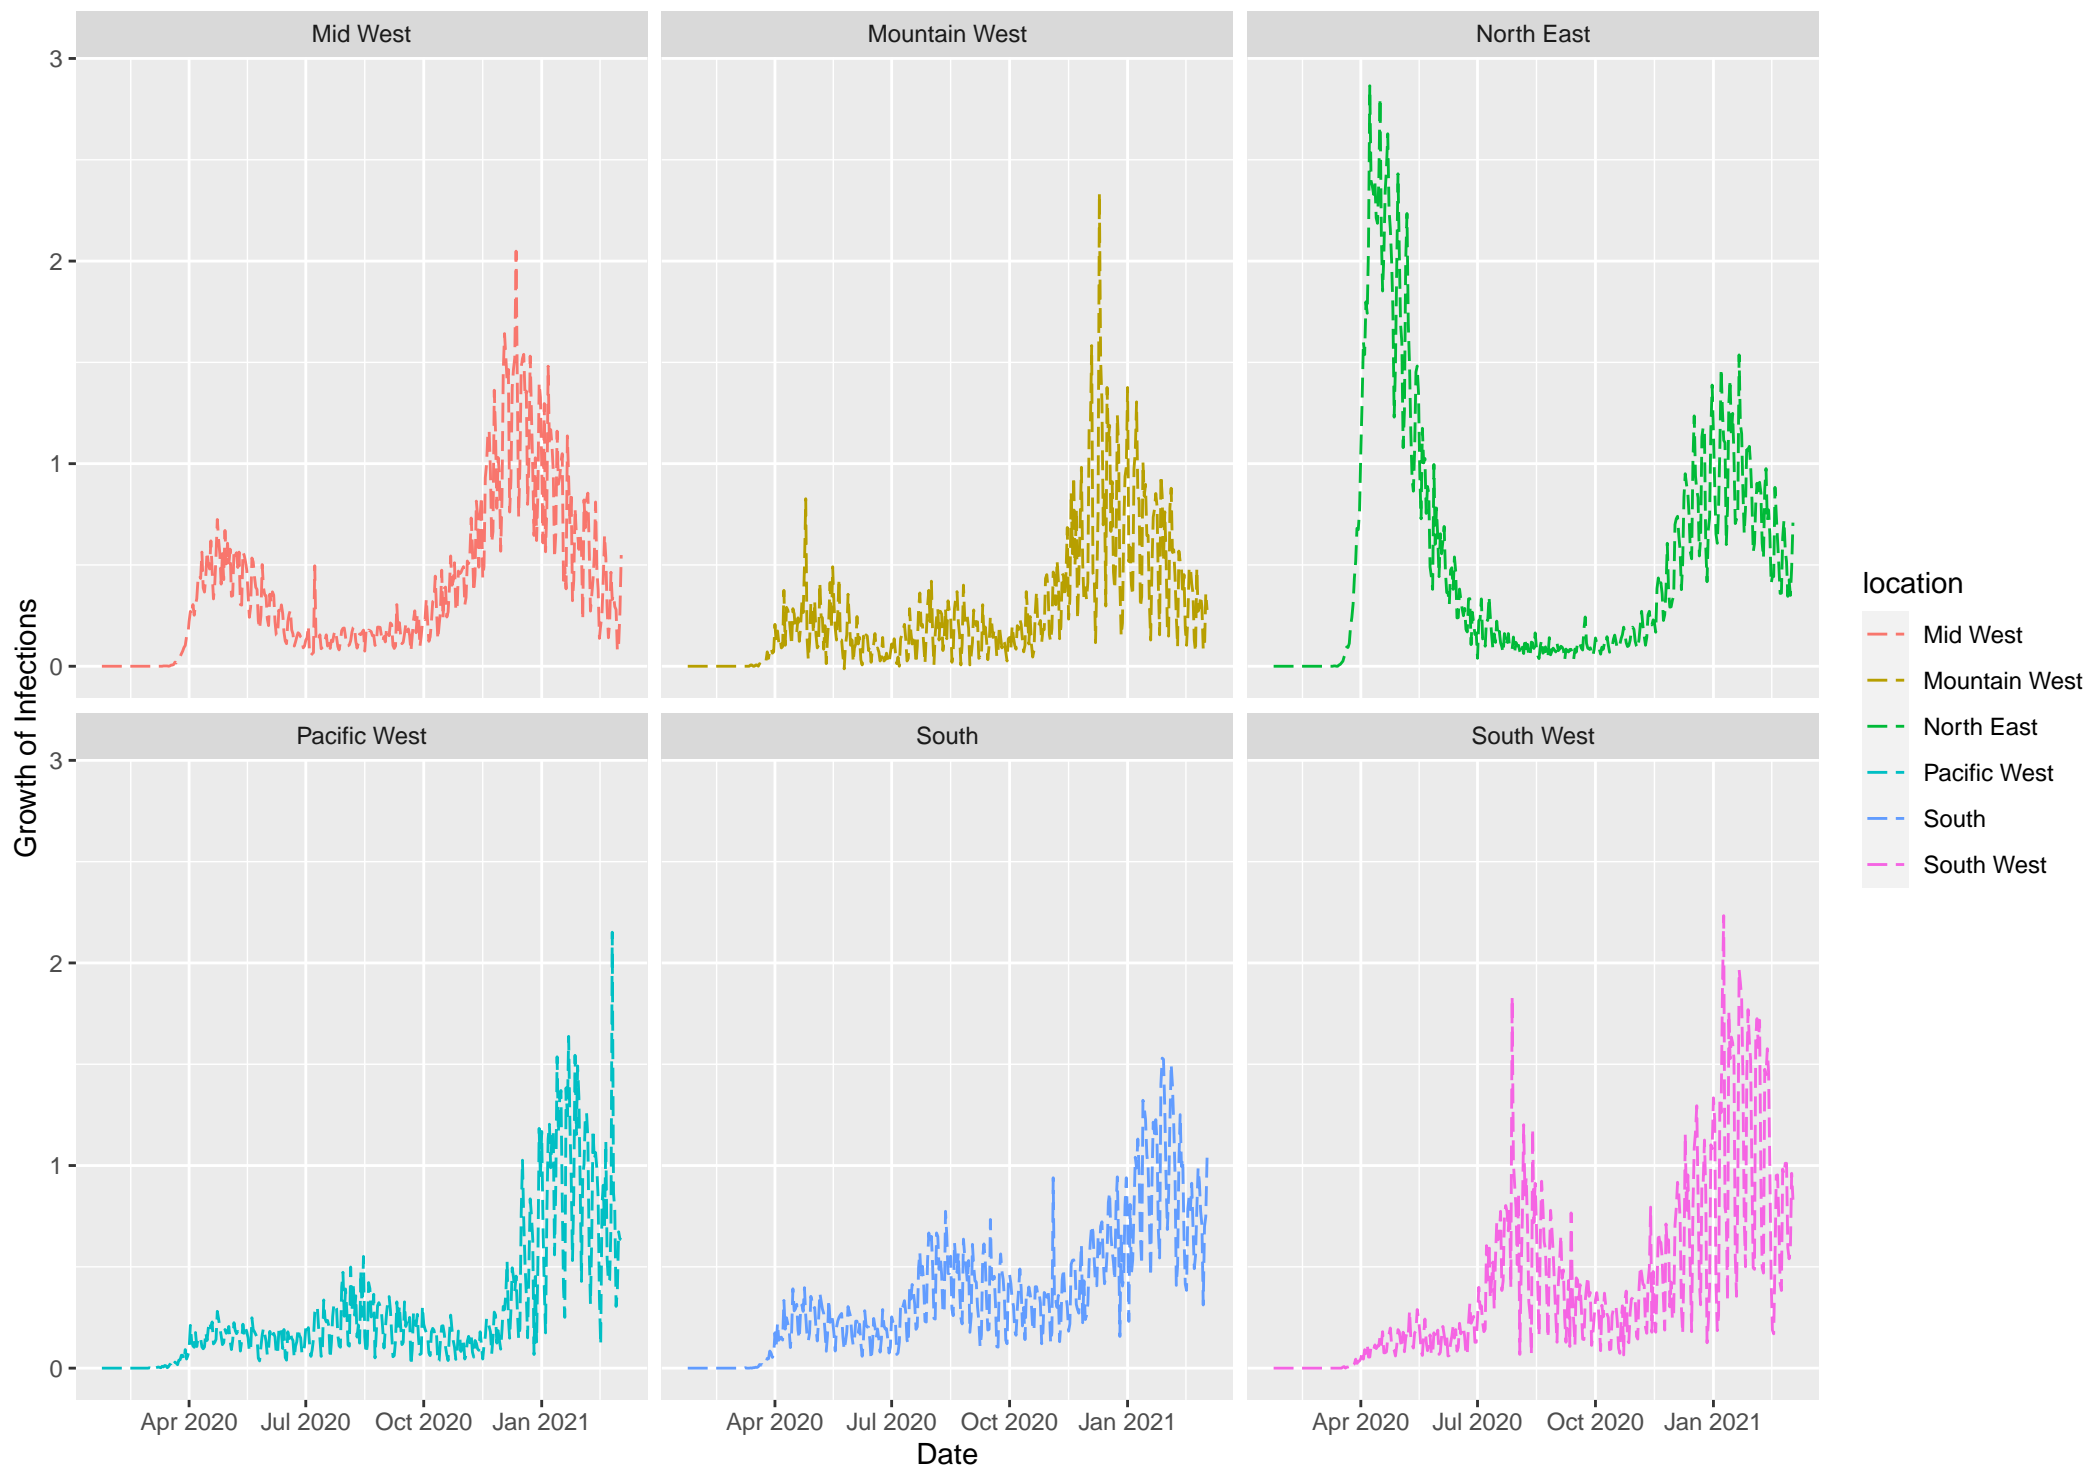 Mid West
Mountain West
North East
3
2
1
0
Pacific West
South
South West
3
2
1
0
Growth of Infections
Apr 2020 Jul 2020 Oct 2020 Jan 2021
Apr 2020 Jul 2020 Oct 2020 Jan 2021
Apr 2020 Jul 2020 Oct 2020 Jan 2021
Date
location
Mid West
Mountain West
North East
Pacific West
South
South West